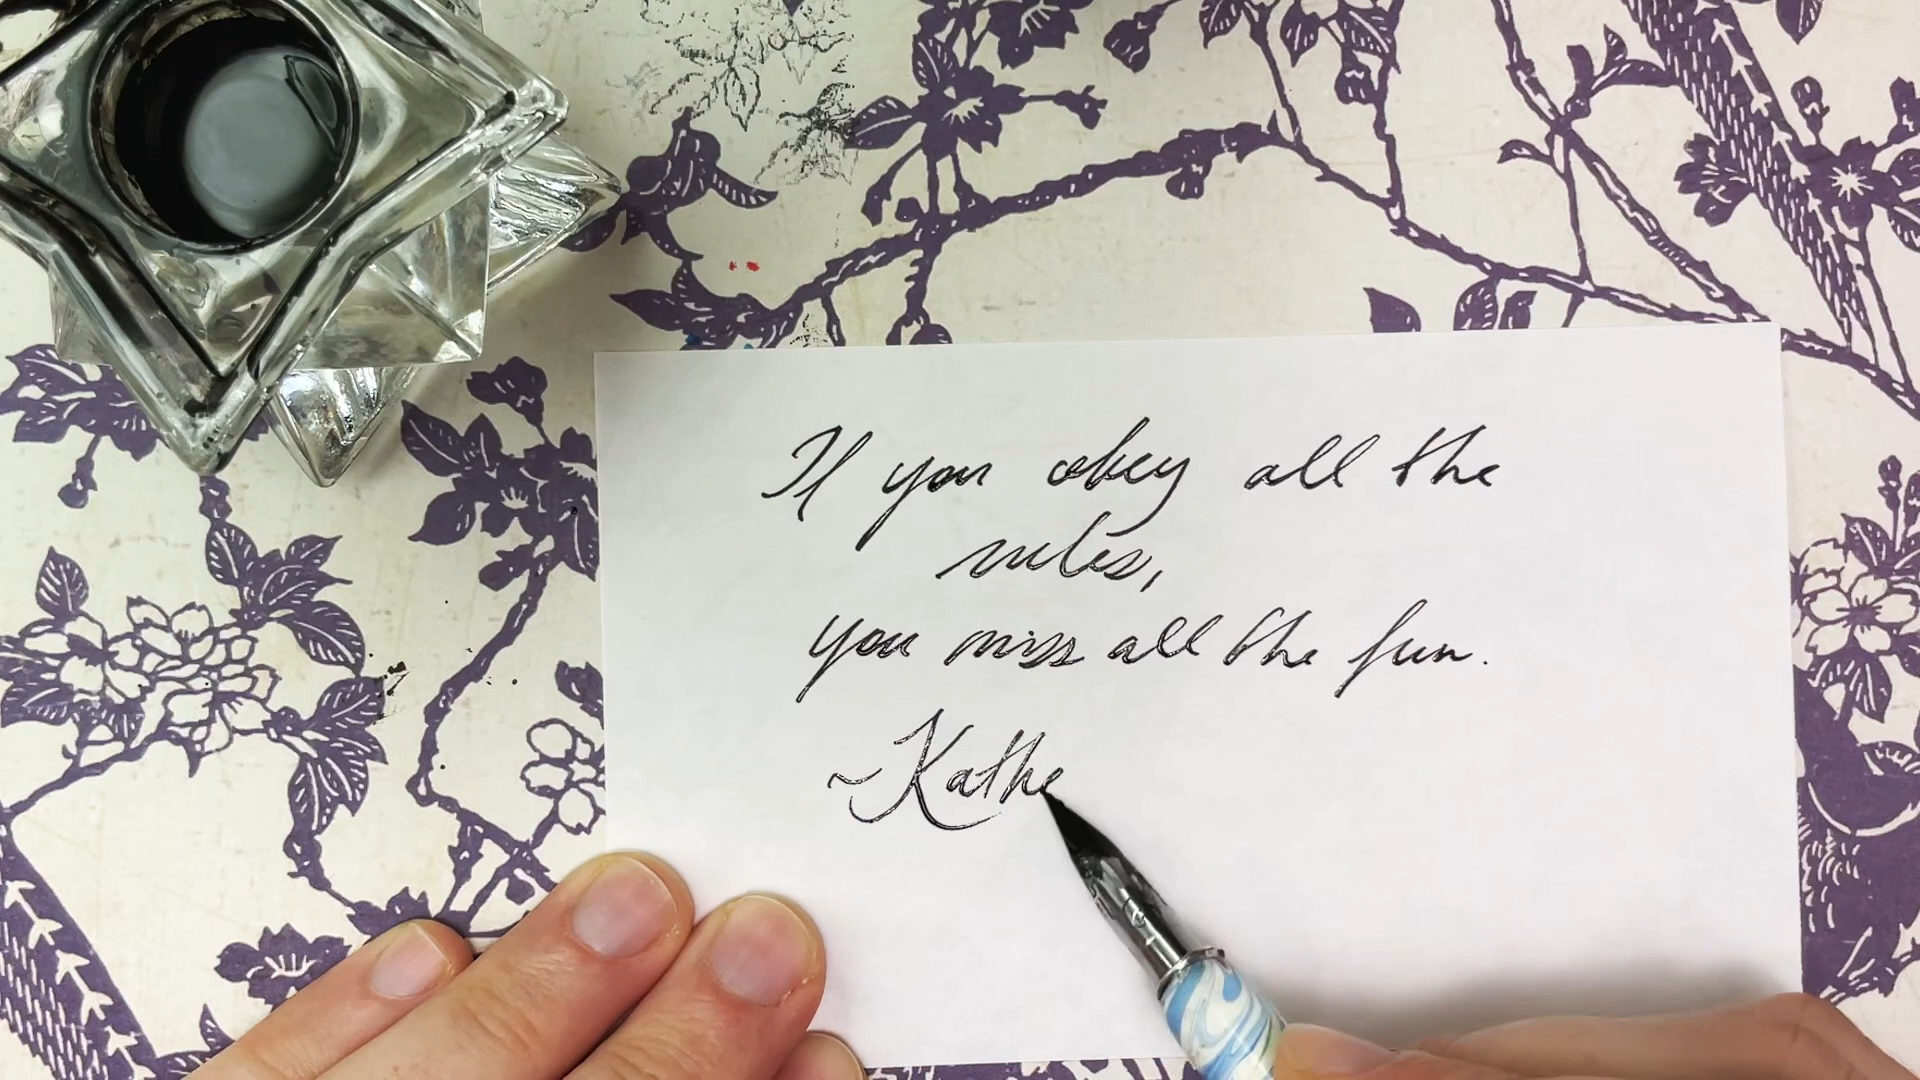 If you obey all the
rules,
you miss all the fun.
~Kathe